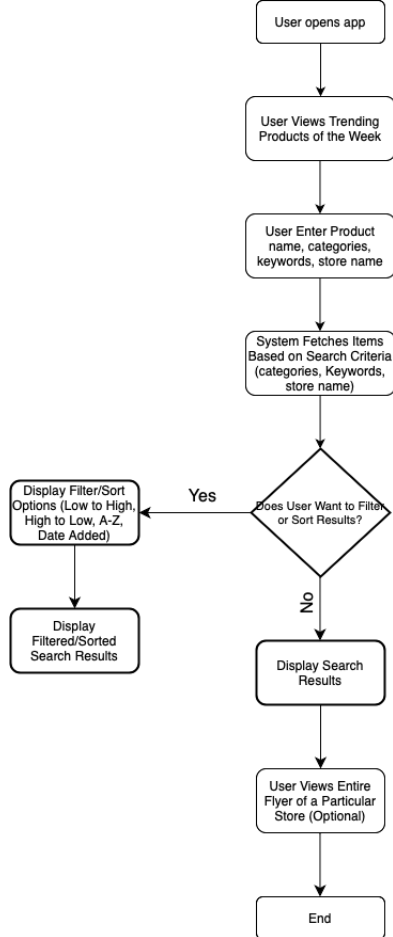 User opens app
User Views Trending
Products of the Week
User Enter Product
name, categories,
keywords, store name
System Fetches Items
Based on Search Criteria
(categories, Keywords,
store name)
Does User Want to Filter
or Sort Results?
Yes
Display Filter/Sort
Options (Low to High,
High to Low, A-Z,
Date Added)
Display
Filtered/Sorted
Search Results
No
Display Search
Results
User Views Entire
Flyer of a Particular
Store (Optional)
End